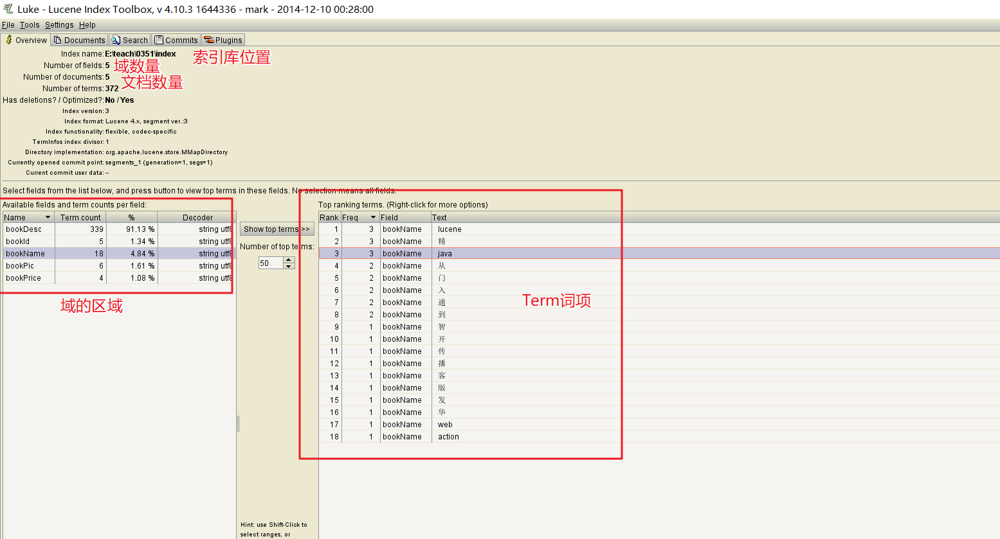 Luke - Lucene Index Toolbox, v 4.10.3 1644336 - mark - 2014-12-10 00:28:00
File Tools Settings Help
Overview Documents Search Commits Plugins
Index name: E:\teach\0351\index 索引库位置
Number of fields: 5 域数量
Number of documents: 5 文档数量
Number of terms: 372
Has deletions? / Optimized?: No / Yes
Index version: 3
Index format: Lucene 4.x, segment ver.:3
Index functionality: flexible, codec-specific
TermInfos index divisor: 1
Directory implementation: org.apache.lucene.store.MMapDirectory
Currently opened commit point: segments_1 (generation=1, segs=1)
Current commit user data: --
Select fields from the list below, and press button to view top terms in these fields. No selection means all fields.
Available fields and term counts per field:
Name Term count % Decoder
bookDesc 339 91.13 % string utf8
bookId 5 1.34 % string utf8
bookName 18 4.84 % string utf8
bookPic 6 1.61 % string utf8
bookPrice 4 1.08 % string utf8
域的区域
Show top terms >>
Number of top terms:
50
Hint: use Shift-Click to
select ranges, or
Top ranking terms. (Right-click for more options)
Rank Freq Field Text
1 3 bookName lucene
2 3 bookName 精
3 3 bookName java
4 2 bookName 从
5 2 bookName 门
6 2 bookName 入
7 2 bookName 通
8 2 bookName 到
9 1 bookName 智
10 1 bookName 开
11 1 bookName 传
12 1 bookName 播
13 1 bookName 客
14 1 bookName 版
15 1 bookName 发
16 1 bookName 华
17 1 bookName web
18 1 bookName action
Term词项